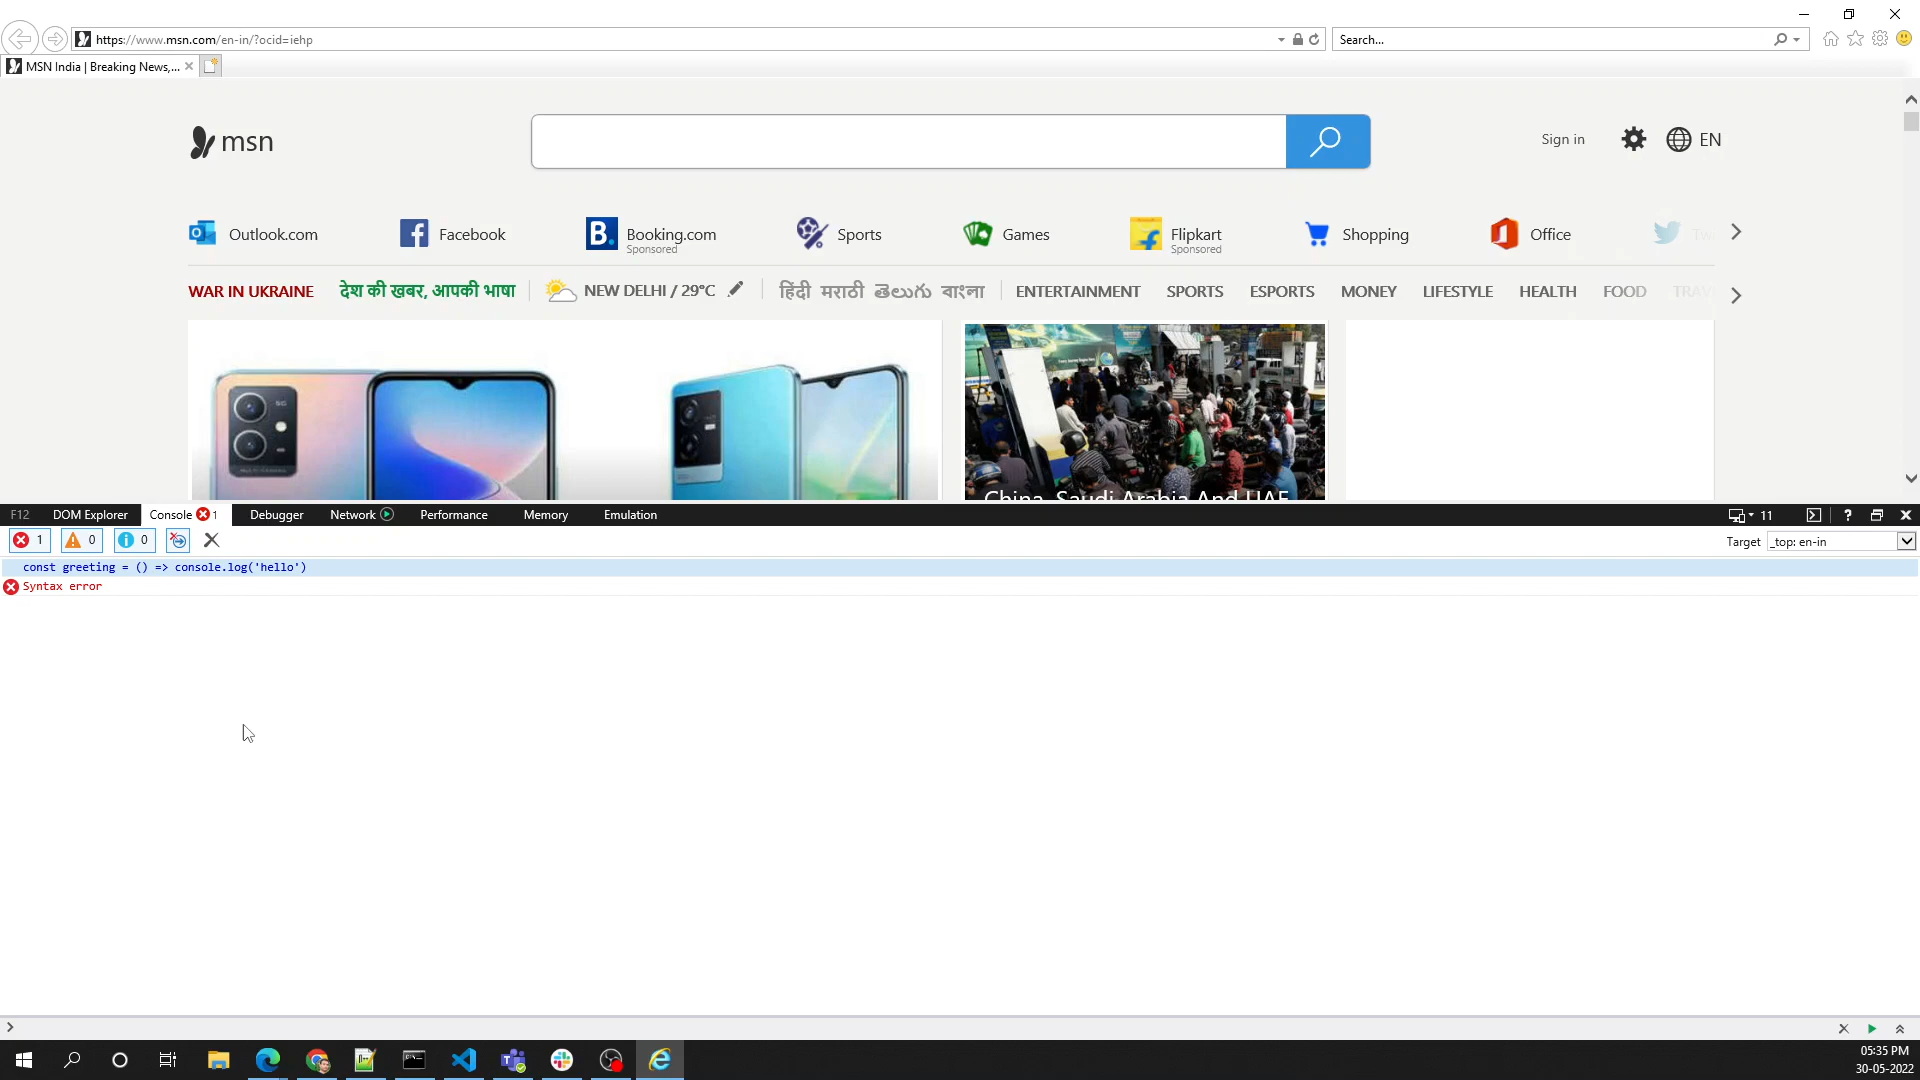 https://www.msn.com/en-in/?ocid=iehp
Search...
MSN India | Breaking News,...
msn
Sign in
EN
Outlook.com
Facebook
Booking.com
Sponsored
Sports
Games
Flipkart
Sponsored
Shopping
Office
WAR IN UKRAINE
देश की खबर, आपकी भाषा
NEW DELHI / 29°C
हिंदी मराठी తెలుగు বাংলা
ENTERTAINMENT
SPORTS
ESPORTS
MONEY
LIFESTYLE
HEALTH
FOOD
China, Saudi Arabia And UAE
F12
DOM Explorer
Console 1
Debugger
Network
Performance
Memory
Emulation
11
?
1
0
0
Target
_top: en-in
const greeting = () => console.log('hello')
Syntax error
05:35 PM
30-05-2022